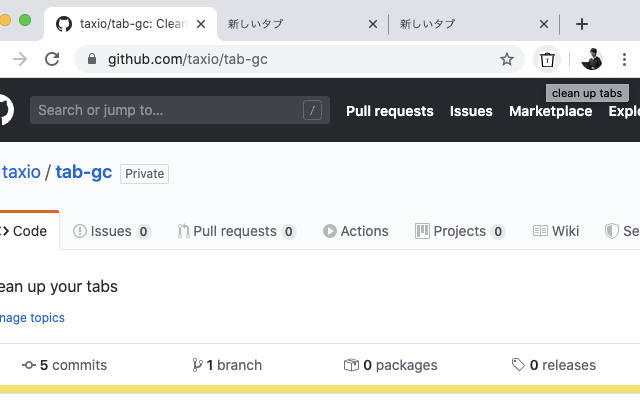 taxio/tab-gc: Clean
新しいタブ
新しいタブ
github.com/taxio/tab-gc
clean up tabs
Search or jump to…
/
Pull requests
Issues
Marketplace
Explo
taxio / tab-gc
Private
Code
Issues 0
Pull requests 0
Actions
Projects 0
Wiki
Se
ean up your tabs
nage topics
5 commits
1 branch
0 packages
0 releases